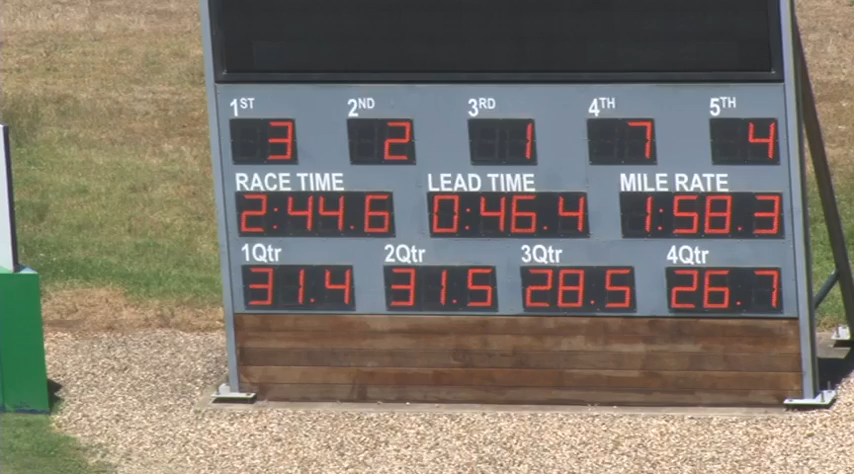 1ST 2ND 3RD 4TH 5TH
3 2 1 7 4
RACE TIME LEAD TIME MILE RATE
2:44.6 0:46.4 1:58.3
1Qtr 2Qtr 3Qtr 4Qtr
31.4 31.5 28.5 26.7